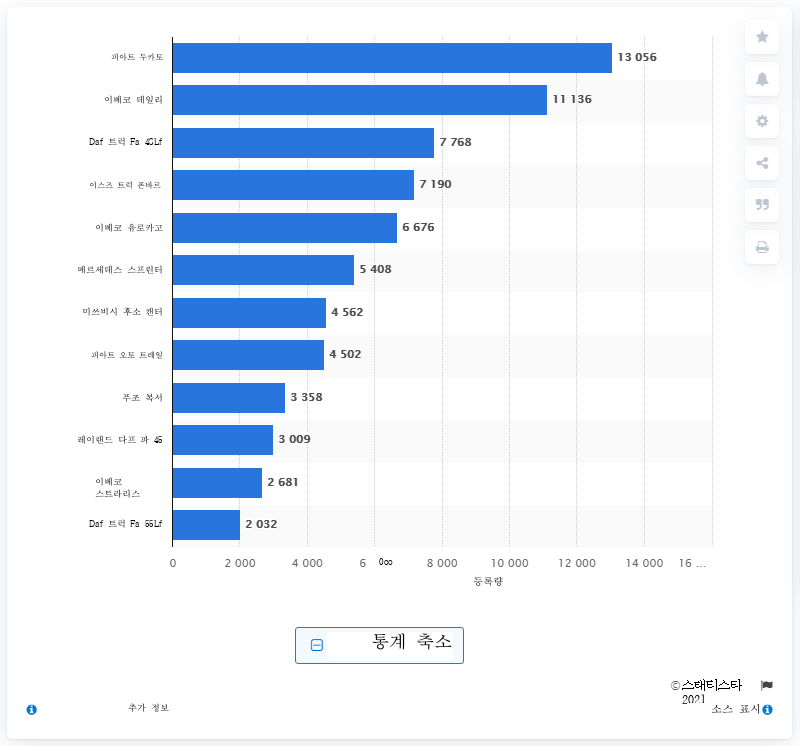 피아트 두카토
13 056
이베코 데일리
11 136
Daf 트럭 Fa 45Lf
7 768
이스즈 트럭 폰바르
7 190
이베코 유로카고
6 676
메르세데스 스프린터
5 408
미쓰비시 후소 캔터
4 562
피아트 오토 트레일
4 502
푸조 복서
3 358
레이랜드 다프 파 45
3 009
이베코
스트라리스
2 681
Daf 트럭 Fa 55Lf
2 032
0 2 000 4 000 6 0∞ 8 000 10 000 12 000 14 000 16 ...
등록량
통계 축소
© 스태티스타
2021
추가 정보
소스 표시